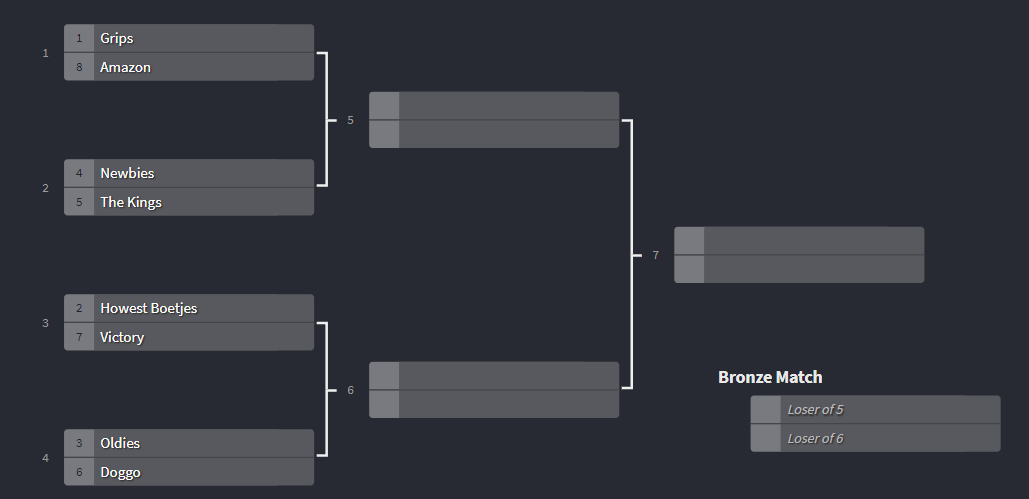 1
1 Grips
8 Amazon
2
4 Newbies
5 The Kings
3
2 Howest Boetjes
7 Victory
4
3 Oldies
6 Doggo
5
6
7
Bronze Match
Loser of 5
Loser of 6